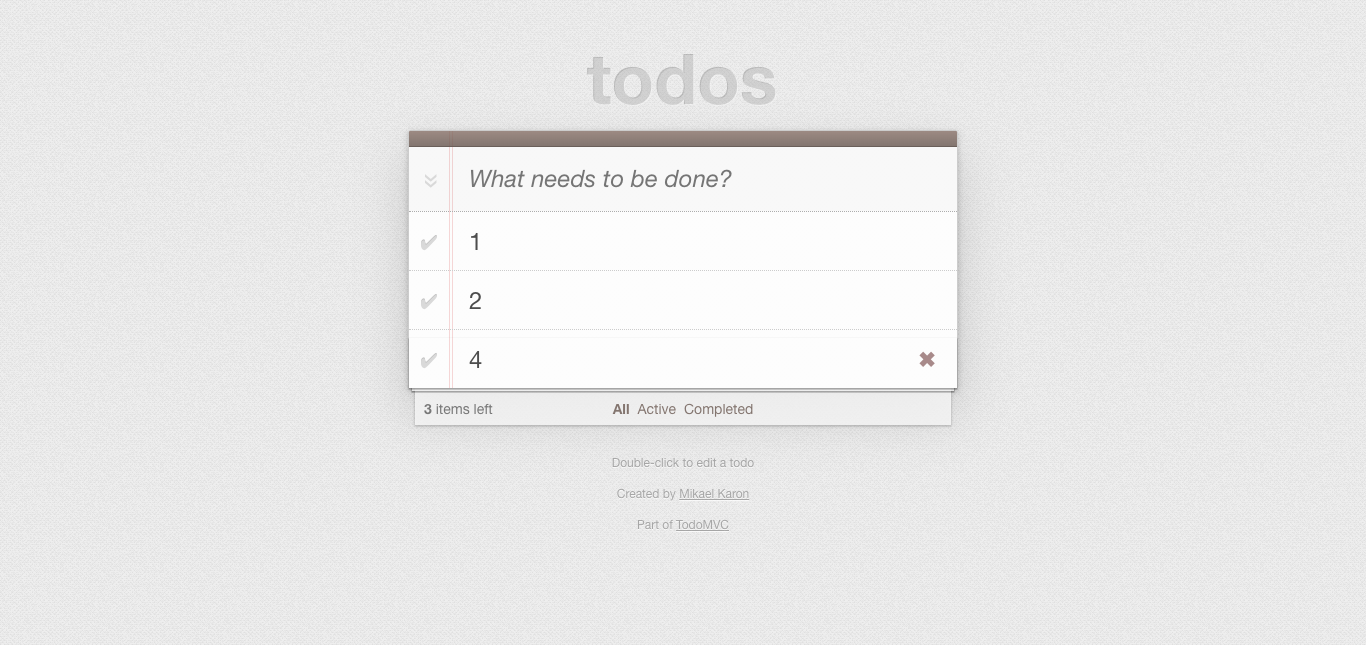 todos
What needs to be done?
1
2
4
3 items left All Active Completed
Double-click to edit a todo
Created by Mikael Karon
Part of TodoMVC